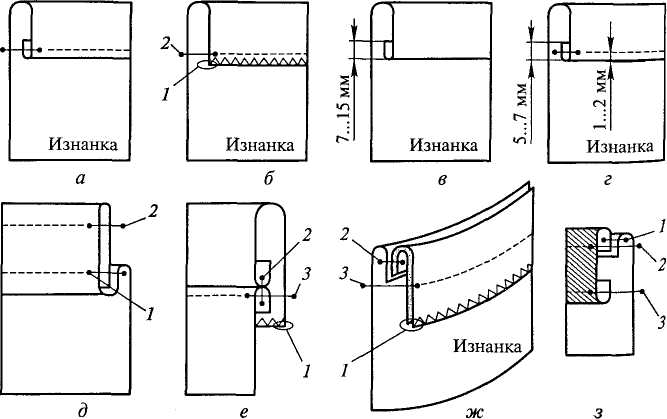 2
1
Изнанка
Изнанка
7...15 мм
Изнанка
5...7 мм
1...2 мм
Изнанка
а
б
в
г
2
1
2
3
1
2
3
1
Изнанка
1
2
3
д
е
ж
з